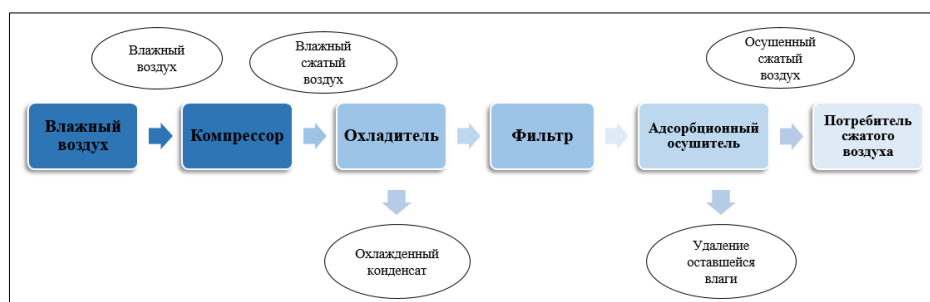 Влажный
воздух
Влажный
сжатый
воздух
Осушенный
сжатый
воздух
Влажный
воздух
Компрессор
Охладитель
Фильтр
Адсорбционный
осушитель
Потребитель
сжатого
воздуха
Охлажденный
конденсат
Удаление
оставшейся
влаги